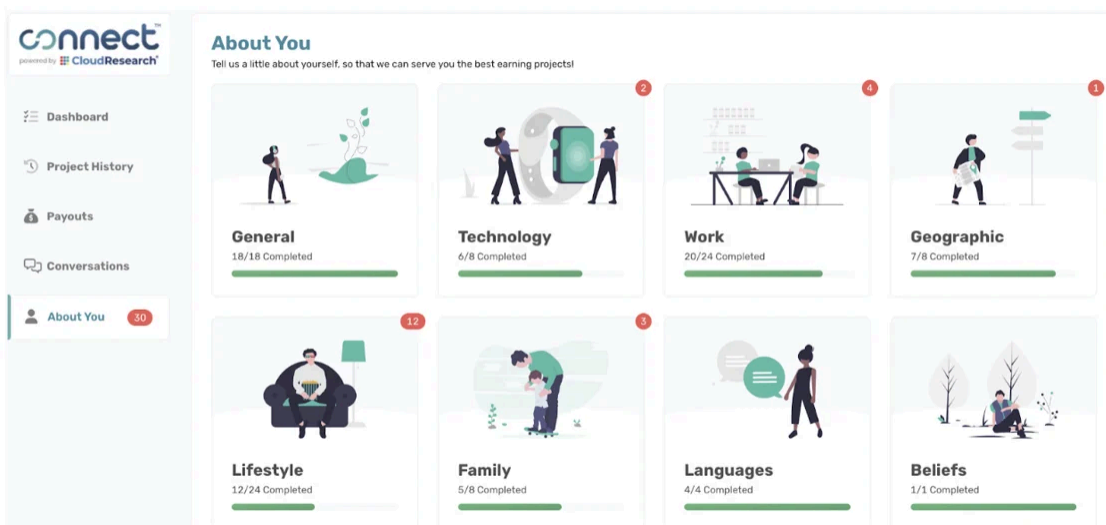 connect™
powered by CloudResearch®
Dashboard
Project History
Payouts
Conversations
About You 30
About You
Tell us a little about yourself, so that we can serve you the best earning projects!
General
18/18 Completed
2
Technology
6/8 Completed
4
Work
20/24 Completed
1
Geographic
7/8 Completed
12
Lifestyle
12/24 Completed
3
Family
5/8 Completed
Languages
4/4 Completed
Beliefs
1/1 Completed